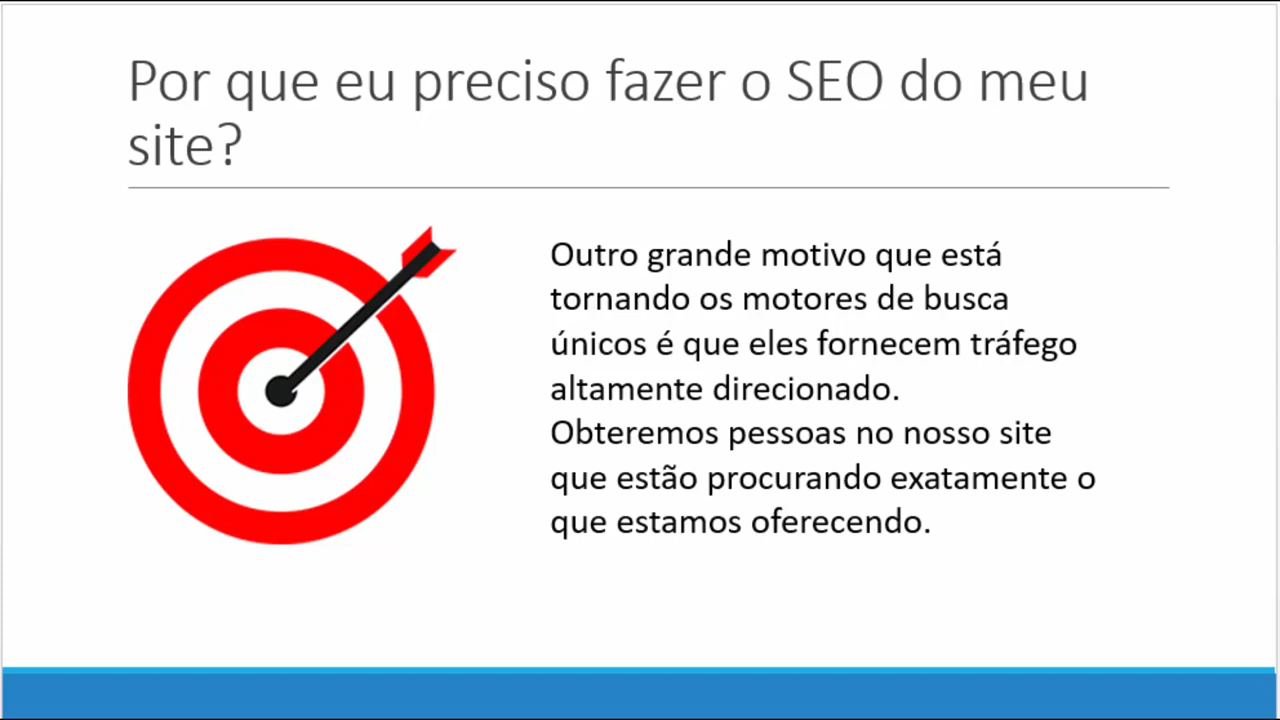 Por que eu preciso fazer o SEO do meu
site?
Outro grande motivo que está
tornando os motores de busca
únicos é que eles fornecem tráfego
altamente direcionado.
Obteremos pessoas no nosso site
que estão procurando exatamente o
que estamos oferecendo.